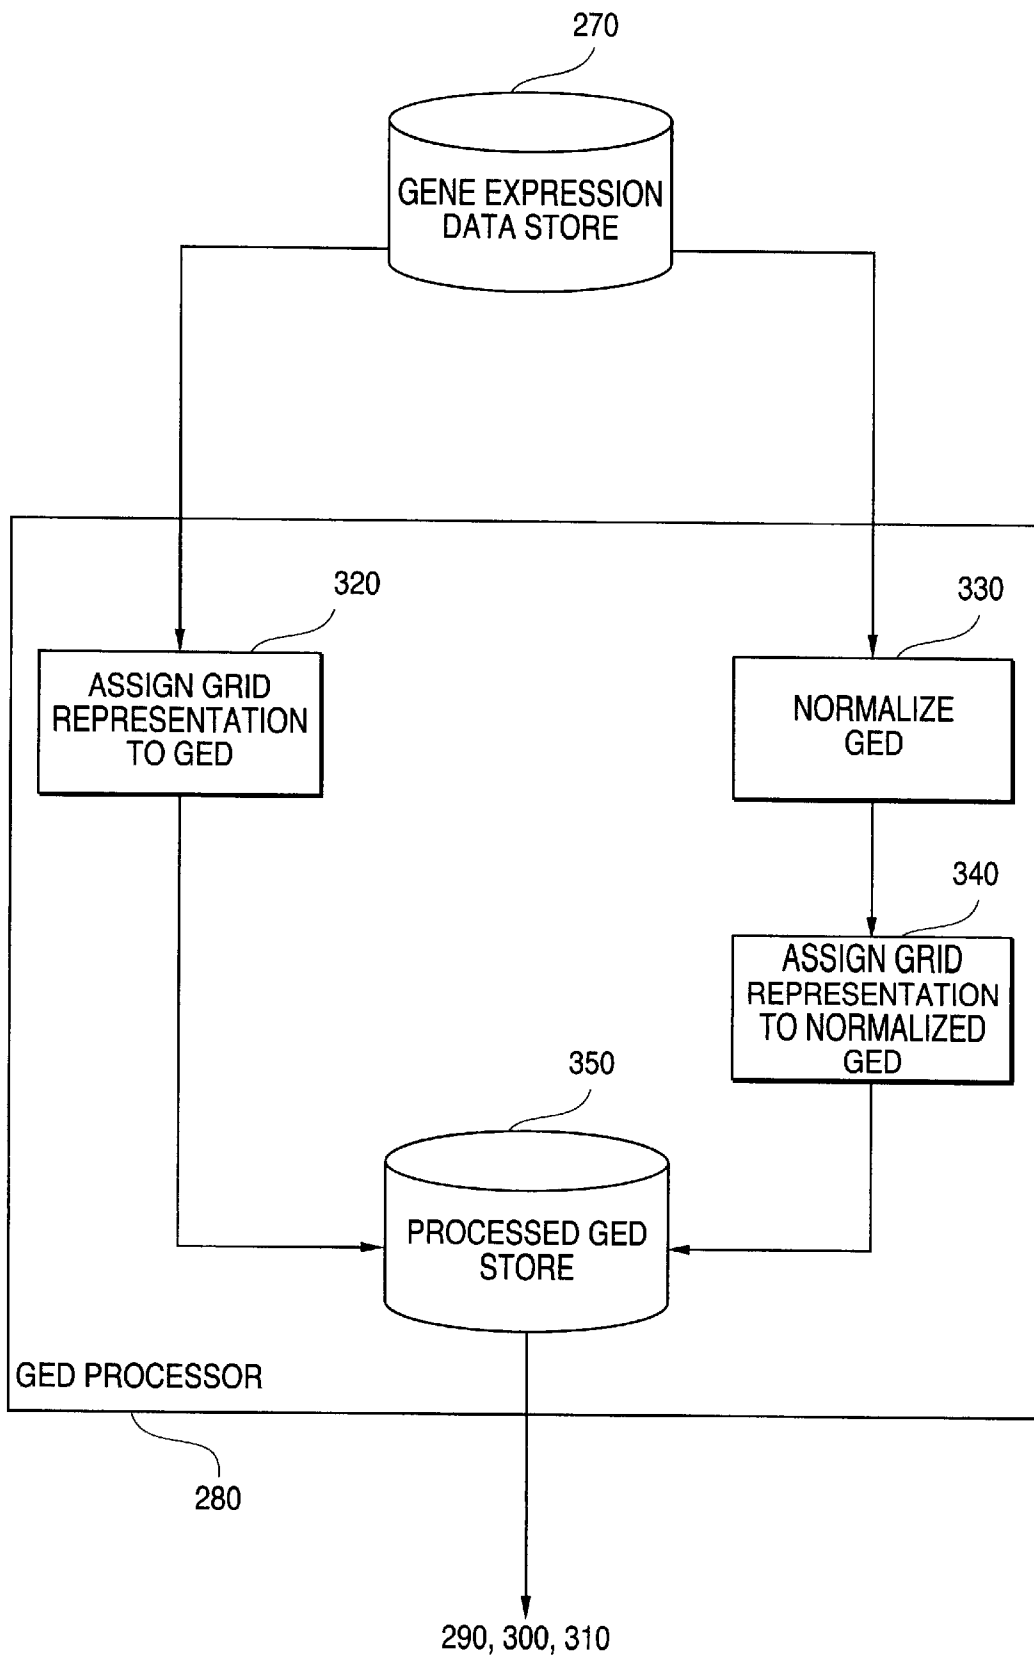 270
GENE EXPRESSION
DATA STORE
320
330
ASSIGN GRID
REPRESENTATION
TO GED
NORMALIZE
GED
340
ASSIGN GRID
REPRESENTATION
TO NORMALIZED
GED
350
PROCESSED GED
STORE
GED PROCESSOR
280
290, 300, 310